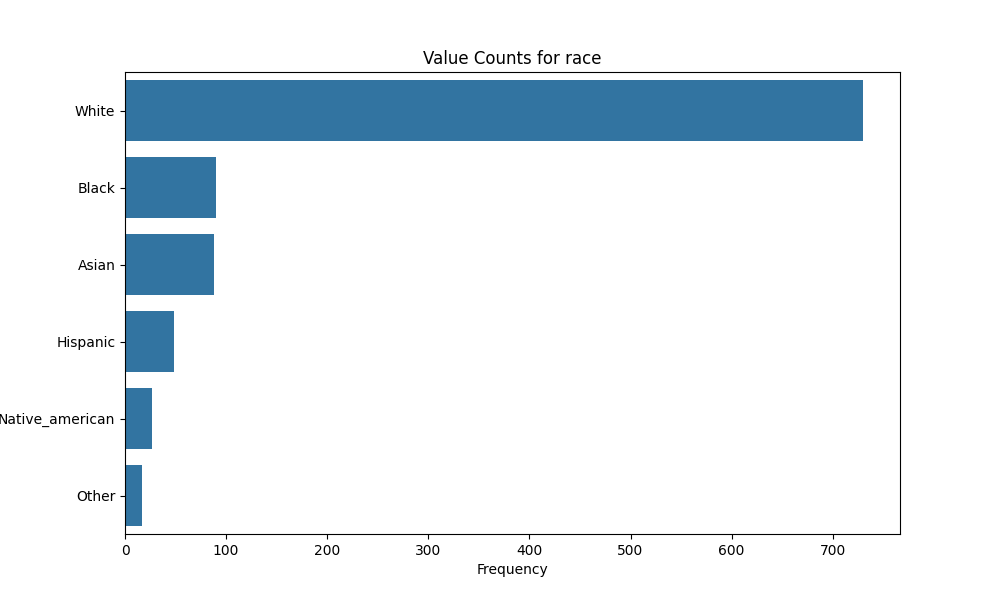 Value Counts for race
White
Black
Asian
Hispanic
Native_american
Other
0 100 200 300 400 500 600 700
Frequency